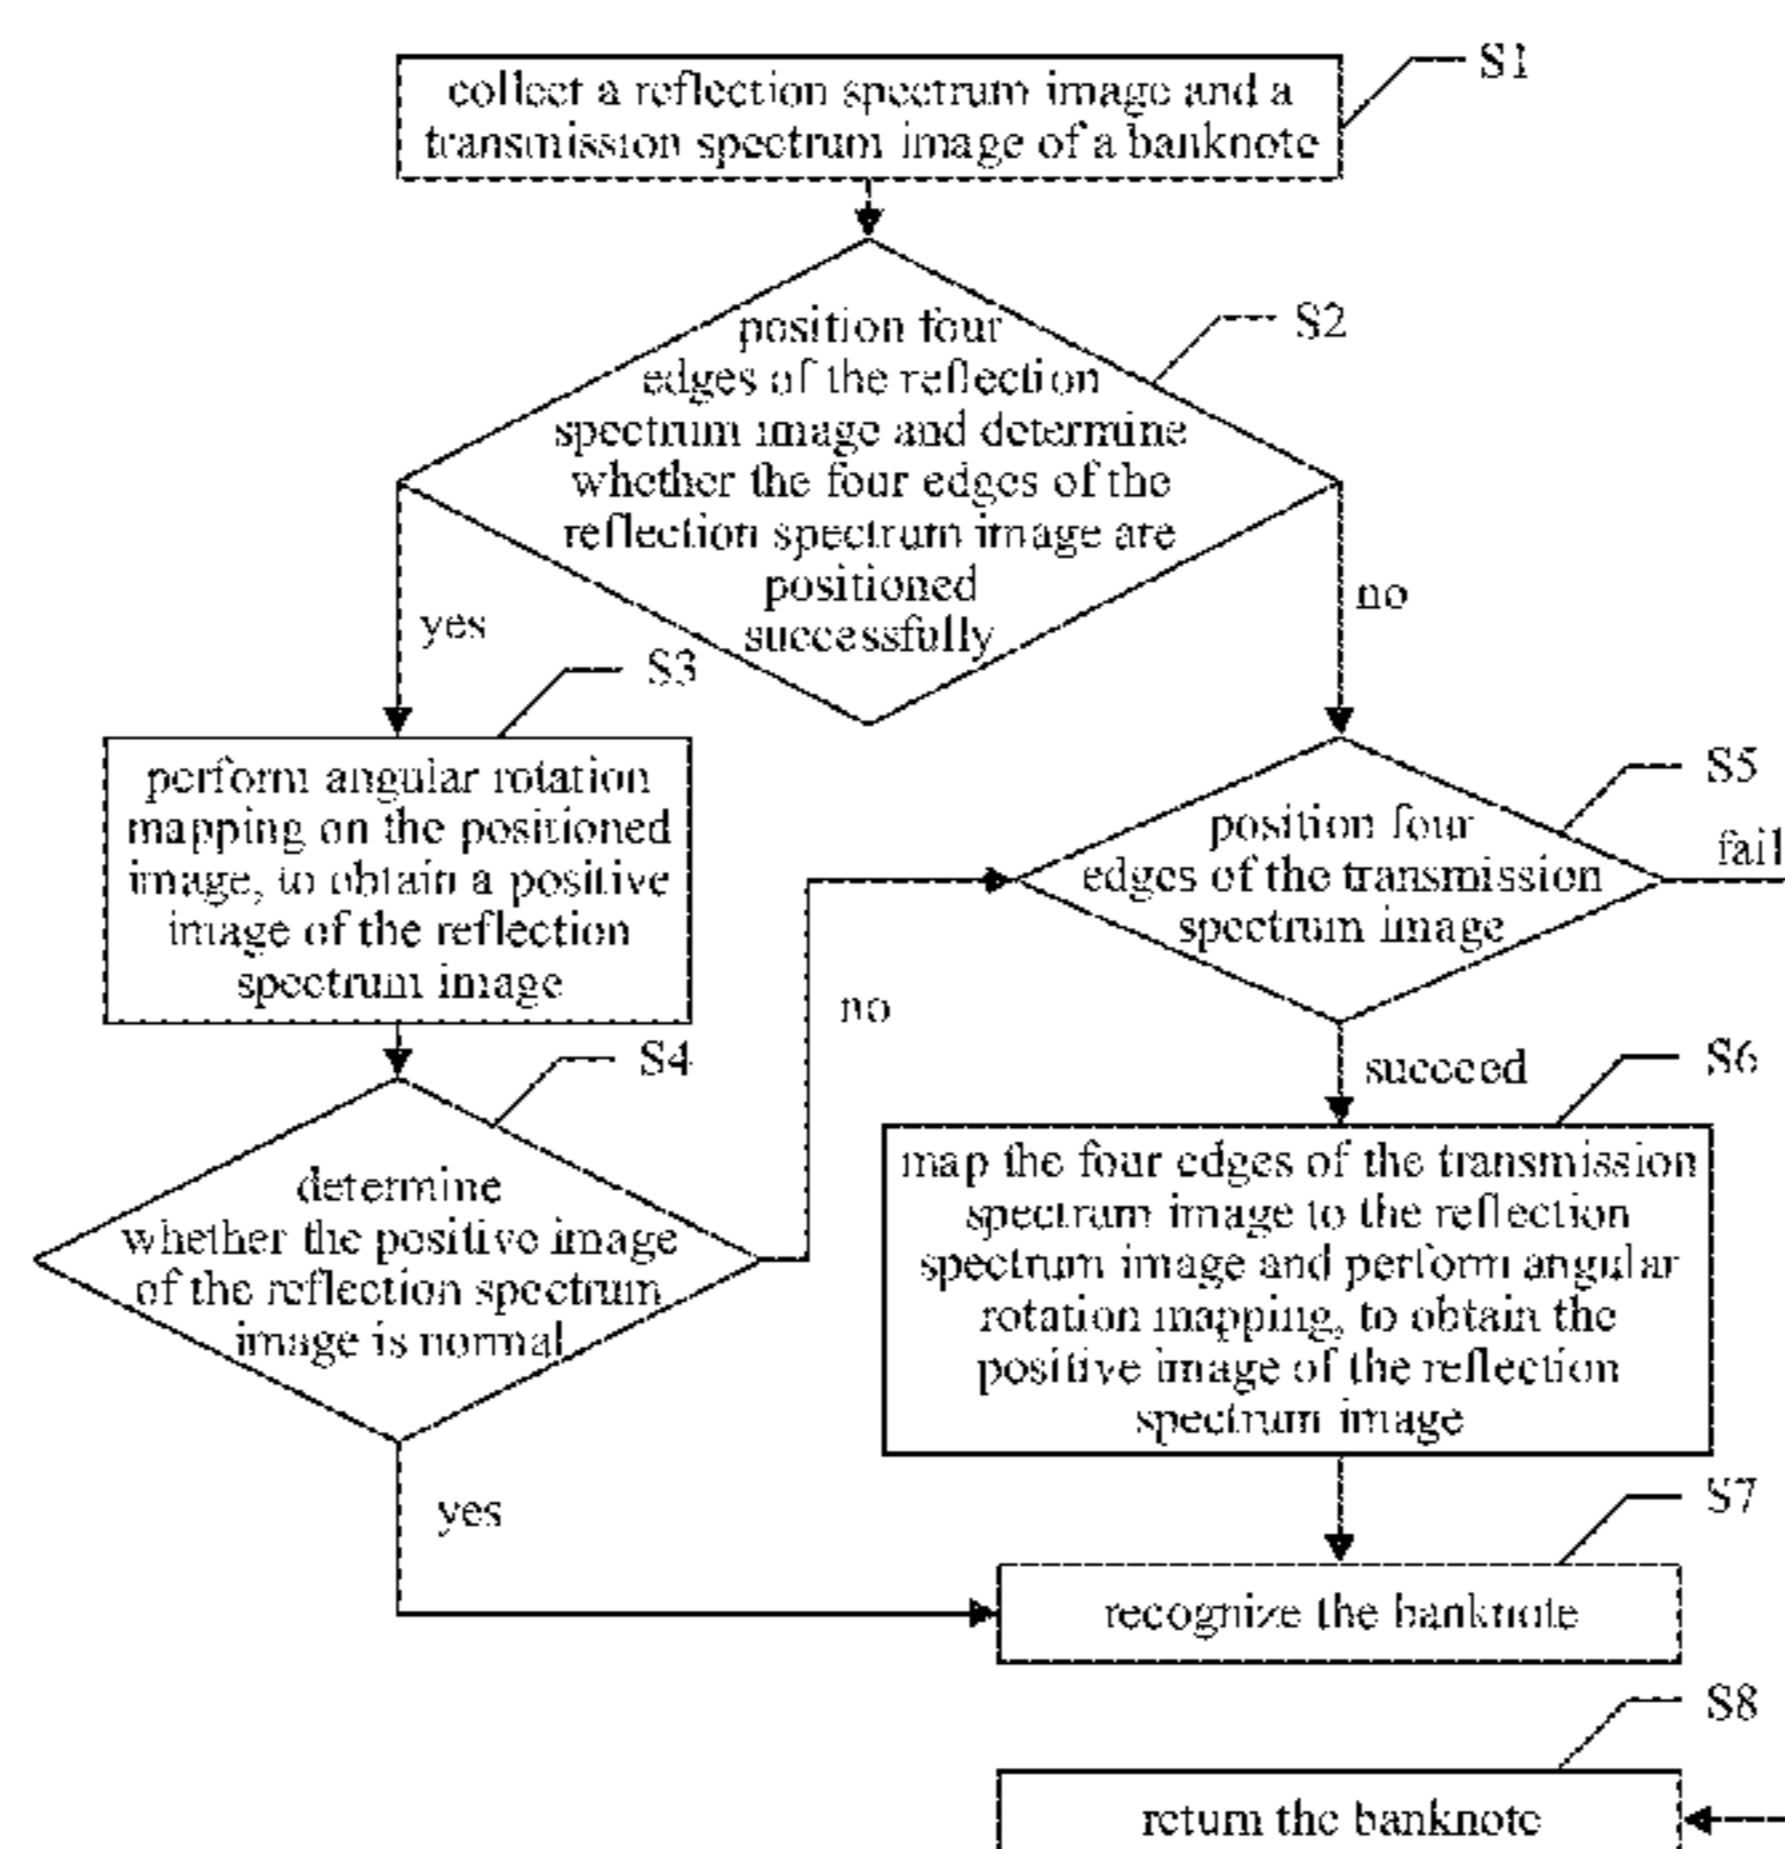 S1
collect a reflection spectrum image and a
transmission spectrum image of a banknote
S2
position four
edges of the reflection
spectrum image and determine
whether the four edges of the
reflection spectrum image are
positioned
successfully
yes
no
S3
perform angular rotation
mapping on the positioned
image, to obtain a positive
image of the reflection
spectrum image
S5
position four
edges of the transmission
spectrum image
fail
no
succeed
S4
determine
whether the positive image
of the reflection spectrum
image is normal
yes
S6
map the four edges of the transmission
spectrum image to the reflection
spectrum image and perform angular
rotation mapping, to obtain the
positive image of the reflection
spectrum image
S7
recognize the banknote
S8
return the banknote